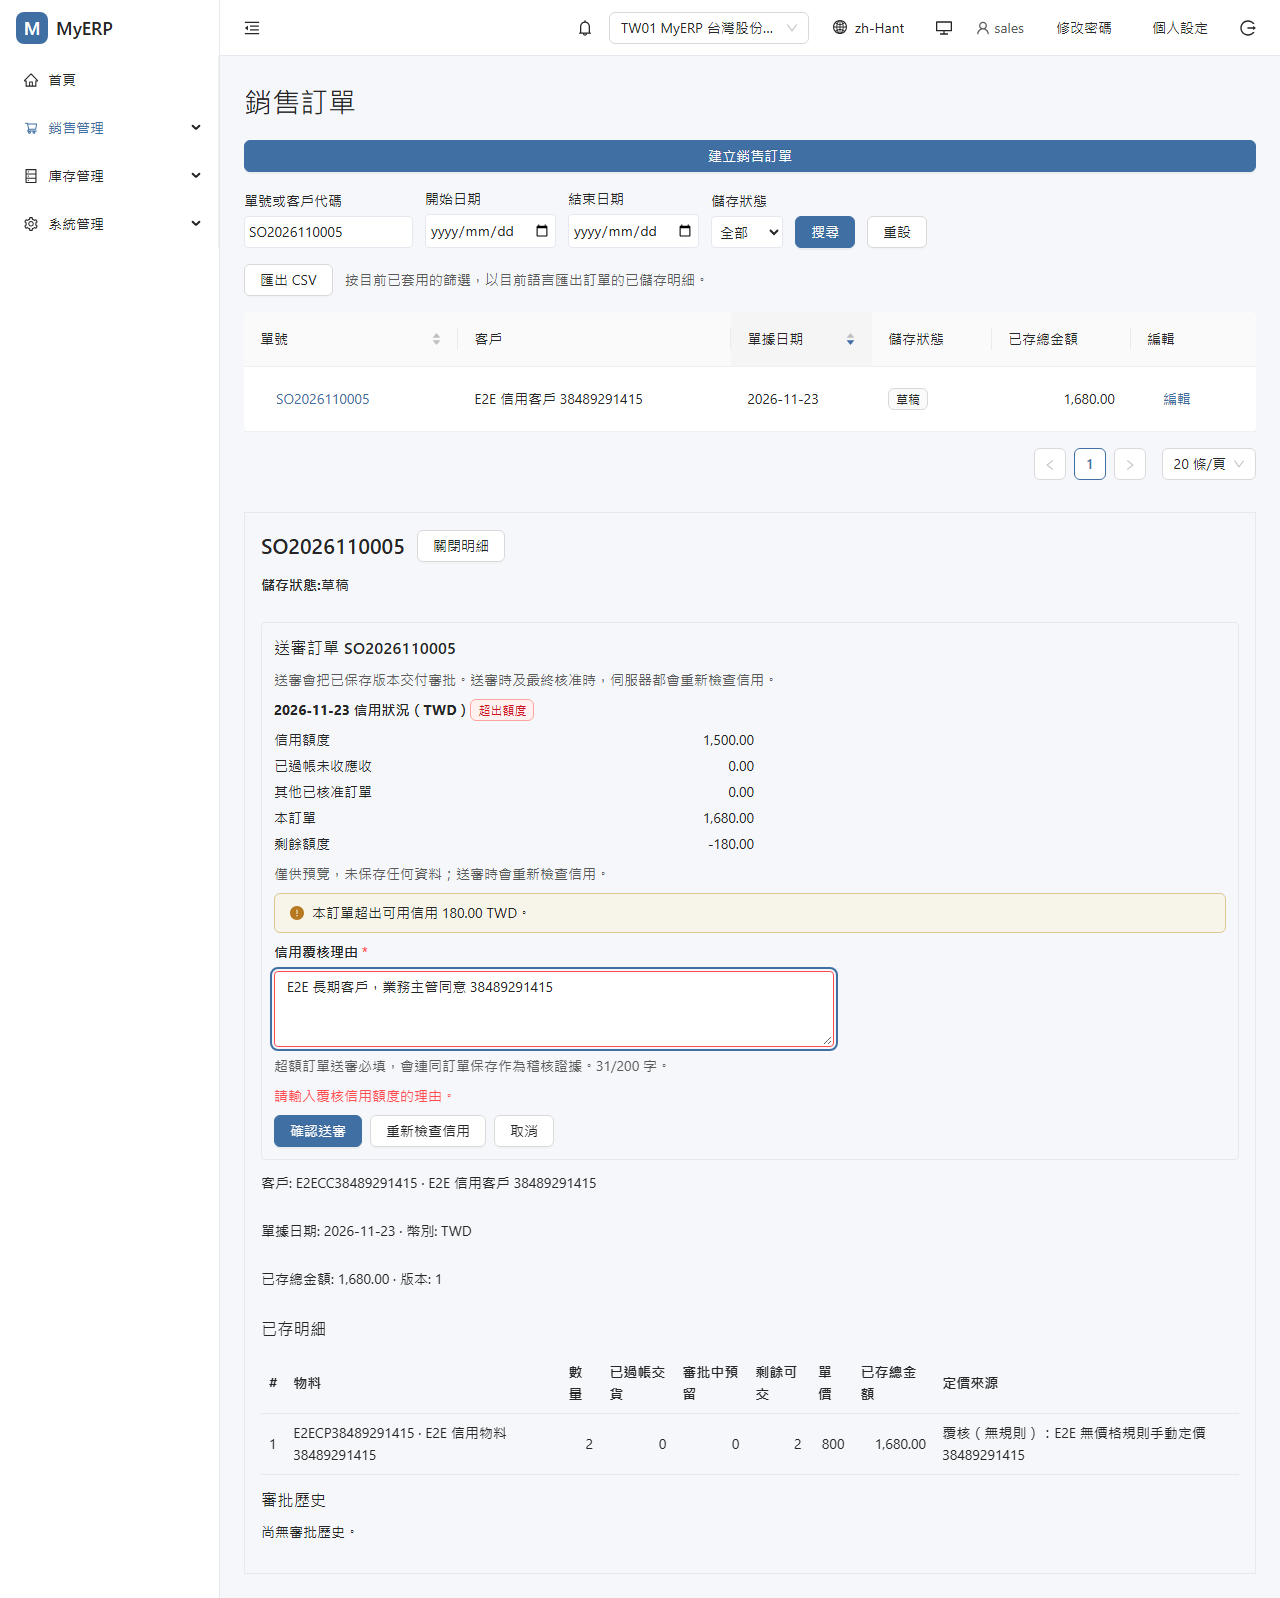 M MyERP
TW01 MyERP 台灣股份...
zh-Hant
sales
修改密碼
個人設定
首頁
銷售管理
庫存管理
系統管理
銷售訂單
建立銷售訂單
單號或客戶代碼
開始日期
結束日期
儲存狀態
SO2026110005
yyyy/mm/dd
yyyy/mm/dd
全部
搜尋
重設
匯出 CSV
按目前已套用的篩選，以目前語言匯出訂單的已儲存明細。
單號 客戶 單據日期 儲存狀態 已存總金額 編輯
SO2026110005 E2E 信用客戶 38489291415 2026-11-23 草稿 1,680.00 編輯
< 1 > 20 條/頁
SO2026110005 關閉明細
儲存狀態:草稿
送審訂單 SO2026110005
送審會把已保存版本交付審批。送審時及最終核准時，伺服器都會重新檢查信用。
2026-11-23 信用狀況（TWD） 超出額度
信用額度 1,500.00
已過帳未收應收 0.00
其他已核准訂單 0.00
本訂單 1,680.00
剩餘額度 -180.00
僅供預覽，未保存任何資料；送審時會重新檢查信用。
本訂單超出可用信用 180.00 TWD。
信用覆核理由 *
E2E 長期客戶，業務主管同意 38489291415
超額訂單送審必填，會連同訂單保存作為稽核證據。31/200 字。
請輸入覆核信用額度的理由。
確認送審 重新檢查信用 取消
客戶: E2ECC38489291415 · E2E 信用客戶 38489291415
單據日期: 2026-11-23 · 幣別: TWD
已存總金額: 1,680.00 · 版本: 1
已存明細
# 物料 數量 已過帳交貨 審批中預留 剩餘可交 單價 已存總金額 定價來源
1 E2ECP38489291415 · E2E 信用物料 38489291415 2 0 0 2 800 1,680.00 覆核（無規則）：E2E 無價格規則手動定價 38489291415
審批歷史
尚無審批歷史。